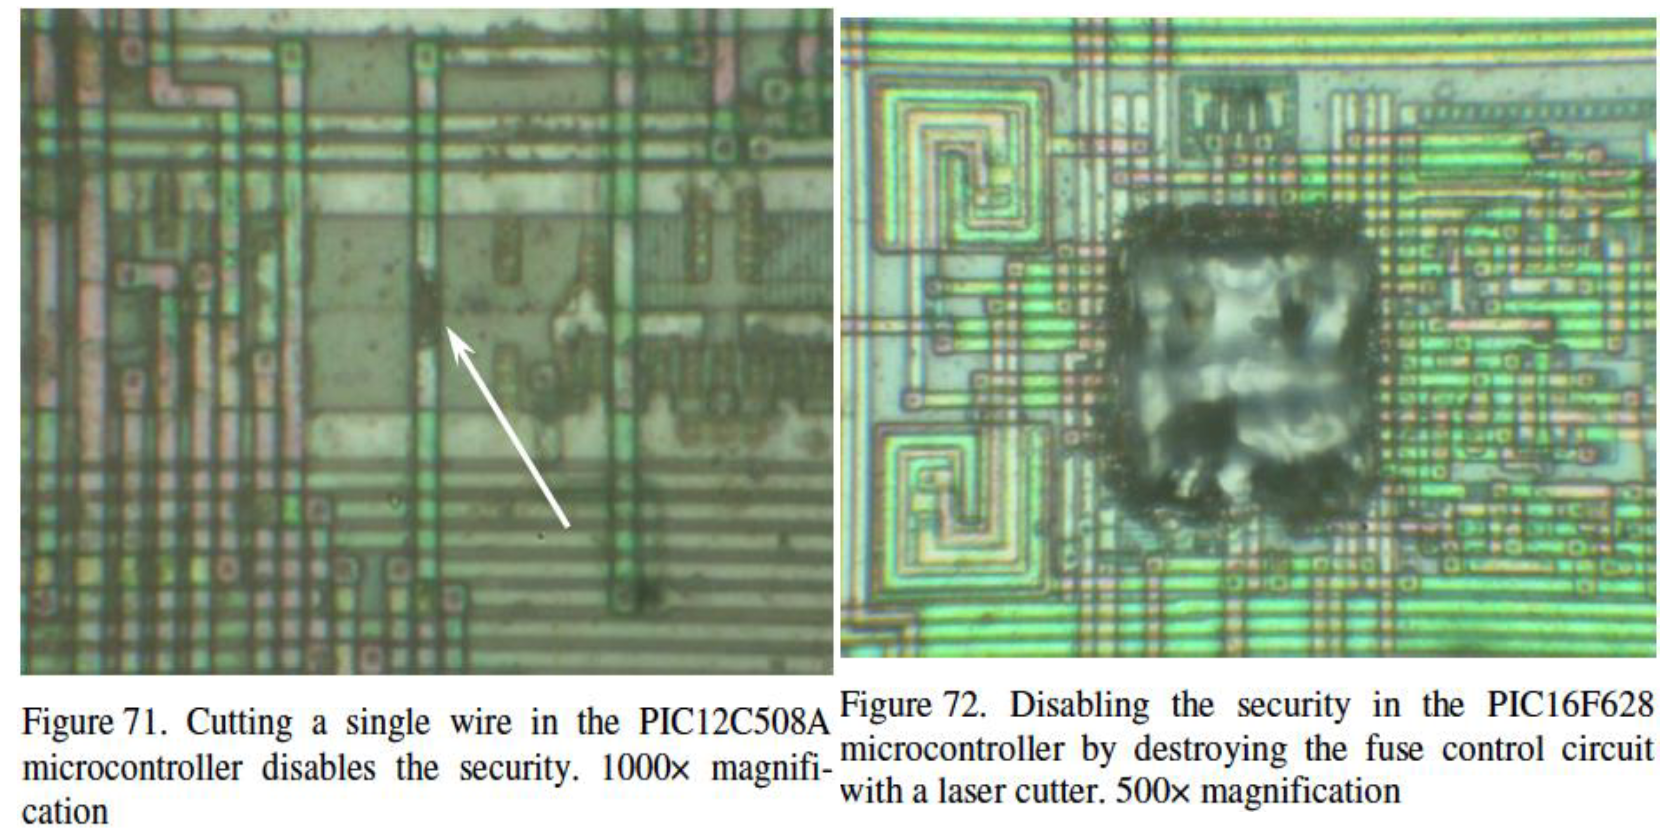 Figure 71. Cutting a single wire in the PIC12C508A
microcontroller disables the security. 1000× magnifi-
cation
Figure 72. Disabling the security in the PIC16F628
microcontroller by destroying the fuse control circuit
with a laser cutter. 500× magnification